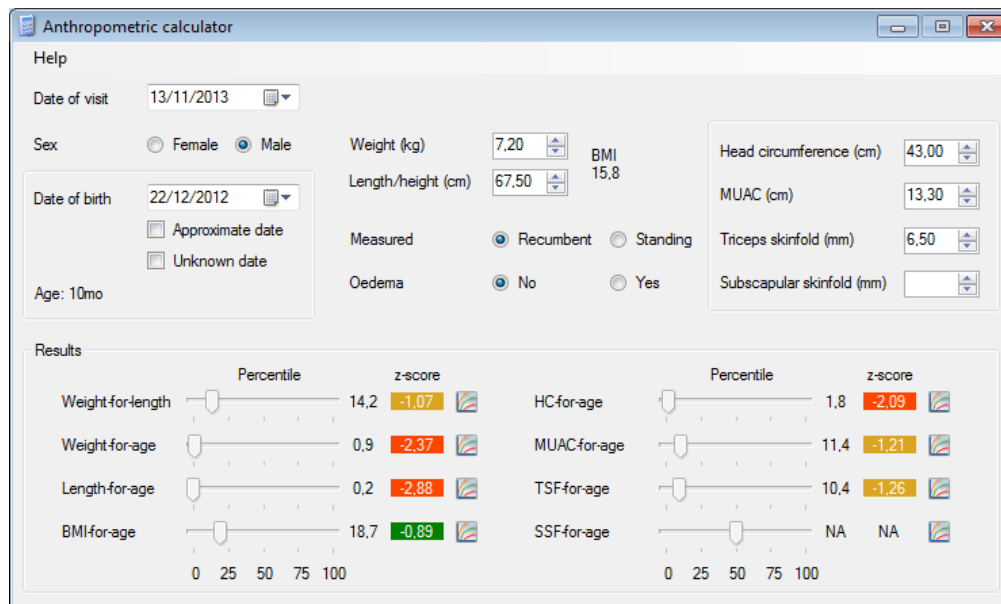 Anthropometric calculator
Help
Date of visit 13/11/2013
Sex Female Male
Date of birth 22/12/2012
Approximate date
Unknown date
Age: 10mo
Weight (kg) 7,20
Length/height (cm) 67,50
BMI
15,8
Measured Recumbent Standing
Oedema No Yes
Head circumference (cm) 43,00
MUAC (cm) 13,30
Triceps skinfold (mm) 6,50
Subscapular skinfold (mm)
Results
Percentile z-score
Weight-for-length 14,2 -1,07
Weight-for-age 0,9 -2,37
Length-for-age 0,2 -2,88
BMI-for-age 18,7 -0,89
0 25 50 75 100
Percentile z-score
HC-for-age 1,8 -2,09
MUAC-for-age 11,4 -1,21
TSF-for-age 10,4 -1,26
SSF-for-age NA NA
0 25 50 75 100